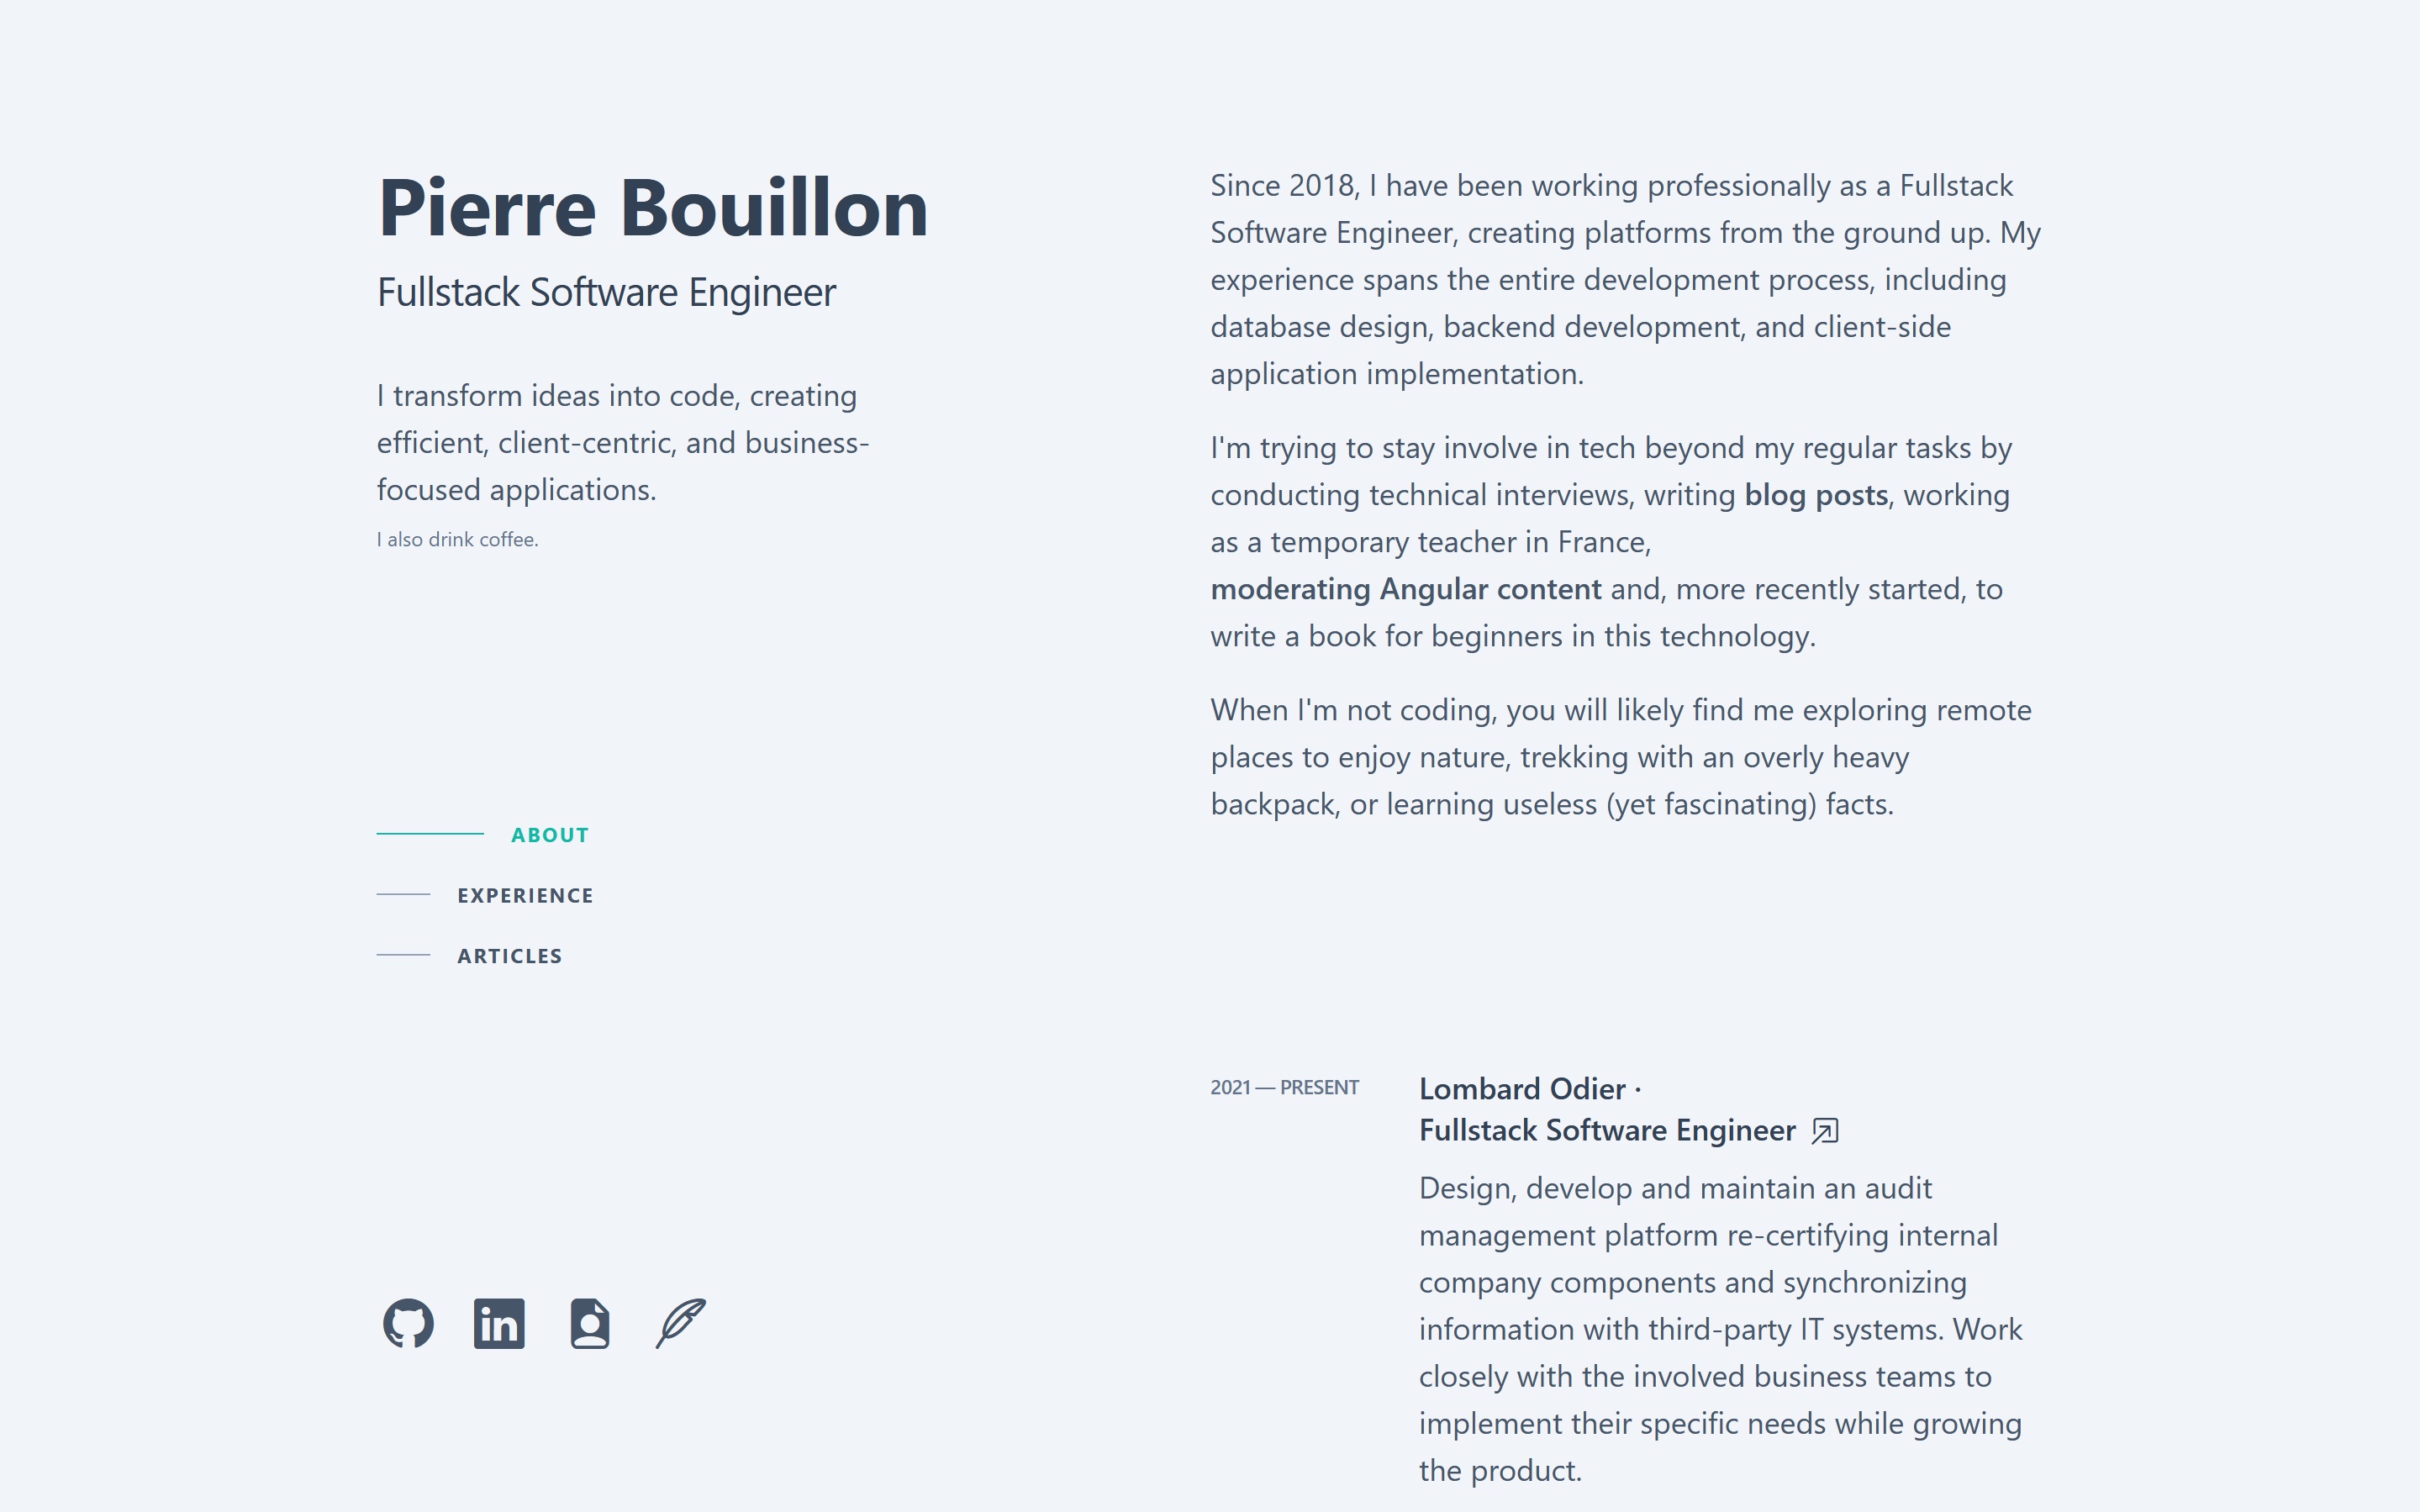 Pierre Bouillon
Fullstack Software Engineer
I transform ideas into code, creating
efficient, client-centric, and business-
focused applications.
I also drink coffee.
ABOUT
EXPERIENCE
ARTICLES
in
Since 2018, I have been working professionally as a Fullstack
Software Engineer, creating platforms from the ground up. My
experience spans the entire development process, including
database design, backend development, and client-side
application implementation.
I'm trying to stay involve in tech beyond my regular tasks by
conducting technical interviews, writing blog posts, working
as a temporary teacher in France,
moderating Angular content and, more recently started, to
write a book for beginners in this technology.
When I'm not coding, you will likely find me exploring remote
places to enjoy nature, trekking with an overly heavy
backpack, or learning useless (yet fascinating) facts.
2021 — PRESENT
Lombard Odier ·
Fullstack Software Engineer
Design, develop and maintain an audit
management platform re-certifying internal
company components and synchronizing
information with third-party IT systems. Work
closely with the involved business teams to
implement their specific needs while growing
the product.